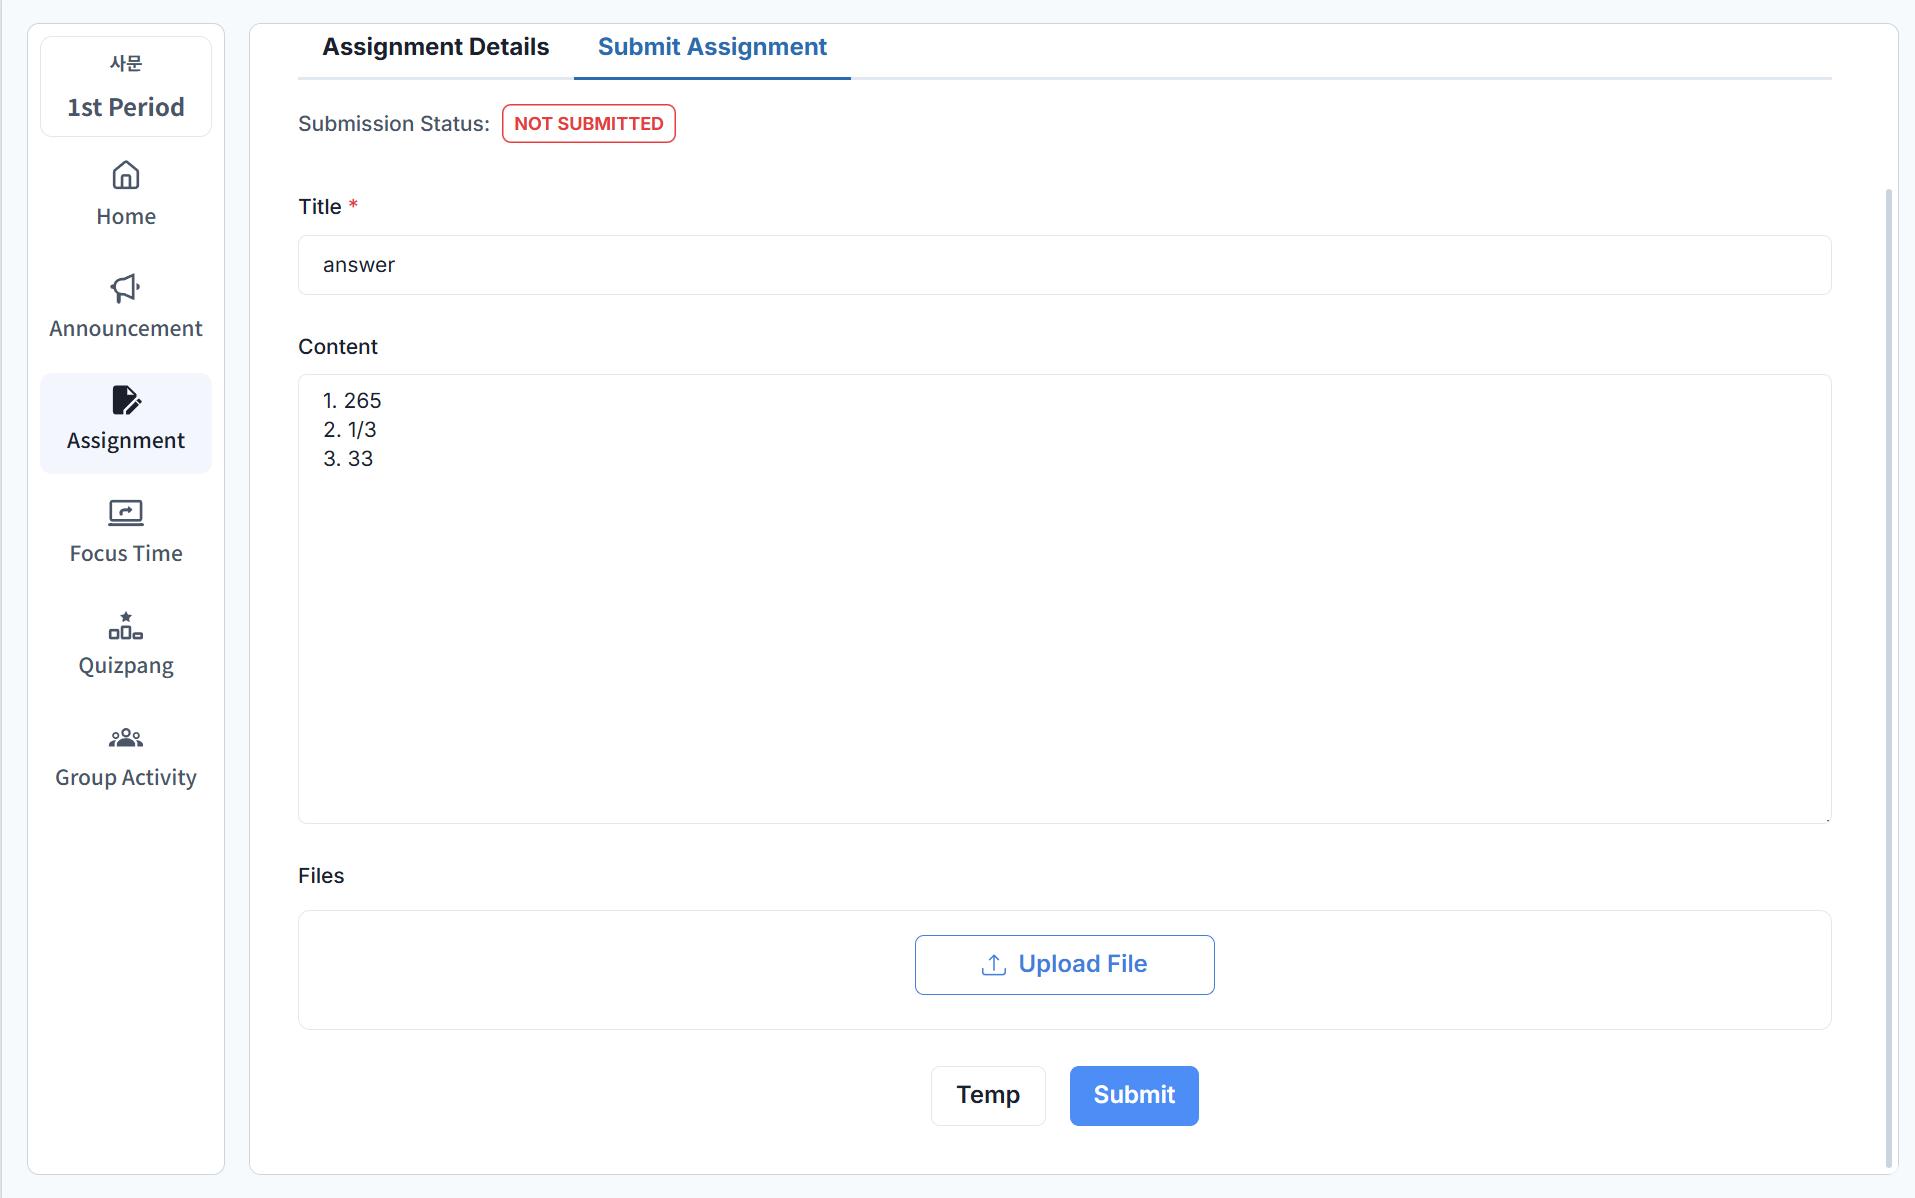 사문
1st Period
Home
Announcement
Assignment
Focus Time
Quizpang
Group Activity
Assignment Details
Submit Assignment
Submission Status: NOT SUBMITTED
Title *
answer
Content
1. 265
2. 1/3
3. 33
Files
Upload File
Temp
Submit